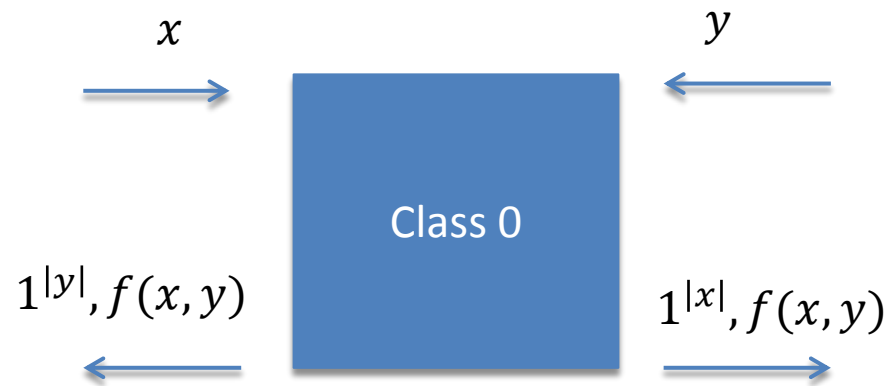 x
y
Class 0
1^{|y|}, f(x, y)
1^{|x|}, f(x, y)